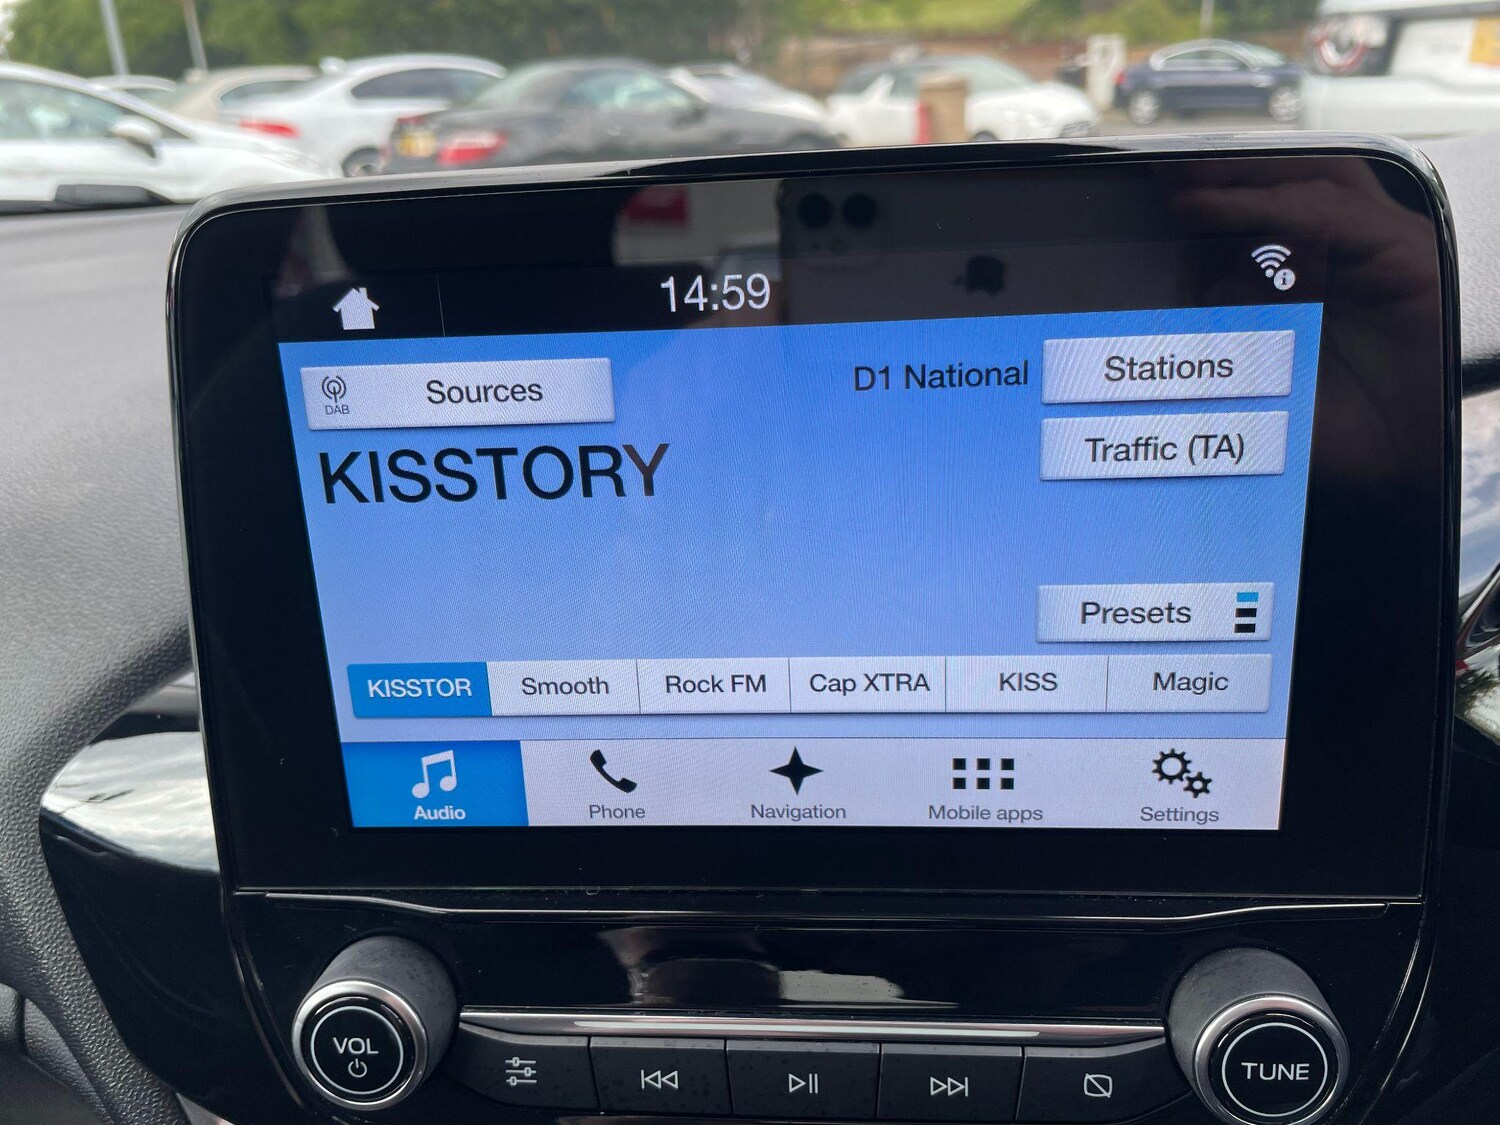 14:59
DAB
Sources
D1 National
Stations
KISSTORY
Traffic (TA)
Presets
KISSTOR
Smooth
Rock FM
Cap XTRA
KISS
Magic
Audio
Phone
Navigation
Mobile apps
Settings
VOL
TUNE